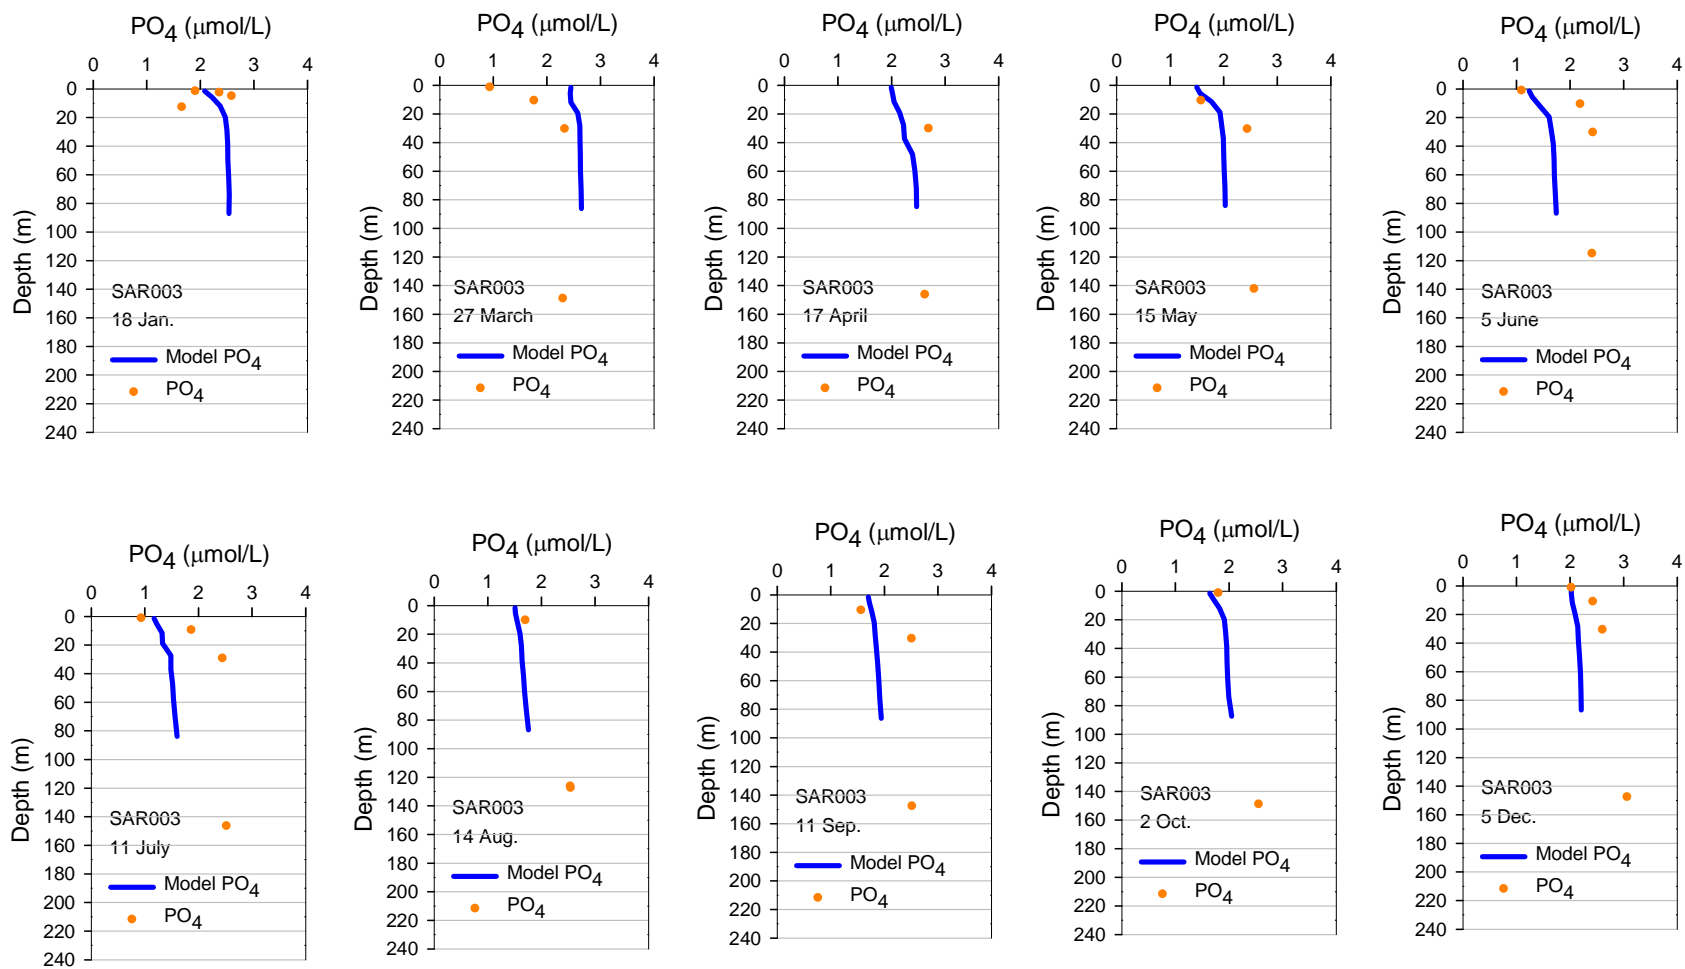 PO4 (μmol/L)
0 1 2 3 4
0
20
40
60
80
100
120
140
160
180
200
220
240
Depth (m)
SAR003
18 Jan.
Model PO4
PO4
PO4 (μmol/L)
0 1 2 3 4
0
20
40
60
80
100
120
140
160
180
200
220
240
Depth (m)
SAR003
27 March
Model PO4
PO4
PO4 (μmol/L)
0 1 2 3 4
0
20
40
60
80
100
120
140
160
180
200
220
240
Depth (m)
SAR003
17 April
Model PO4
PO4
PO4 (μmol/L)
0 1 2 3 4
0
20
40
60
80
100
120
140
160
180
200
220
240
Depth (m)
SAR003
15 May
Model PO4
PO4
PO4 (μmol/L)
0 1 2 3 4
0
20
40
60
80
100
120
140
160
180
200
220
240
Depth (m)
SAR003
5 June
Model PO4
PO4
PO4 (μmol/L)
0 1 2 3 4
0
20
40
60
80
100
120
140
160
180
200
220
240
Depth (m)
SAR003
11 July
Model PO4
PO4
PO4 (μmol/L)
0 1 2 3 4
0
20
40
60
80
100
120
140
160
180
200
220
240
Depth (m)
SAR003
14 Aug.
Model PO4
PO4
PO4 (μmol/L)
0 1 2 3 4
0
20
40
60
80
100
120
140
160
180
200
220
240
Depth (m)
SAR003
11 Sep.
Model PO4
PO4
PO4 (μmol/L)
0 1 2 3 4
0
20
40
60
80
100
120
140
160
180
200
220
240
Depth (m)
SAR003
2 Oct.
Model PO4
PO4
PO4 (μmol/L)
0 1 2 3 4
0
20
40
60
80
100
120
140
160
180
200
220
240
Depth (m)
SAR003
5 Dec.
Model PO4
PO4